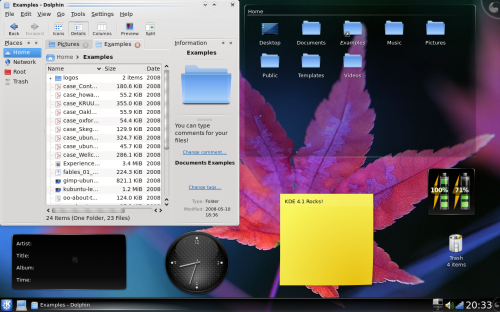 Examples - Dolphin
File Edit View Go Tools Settings Help
Back Forward Icons Details Columns Preview Split
Places
Home
Network
Root
Trash
Pictures Examples
Home > Examples
Name Size Date
logos 2 items 2008
case_Cont... 180.6 KiB 2008
case_howa... 55.2 KiB 2008
case_KRUU... 355.0 KiB 2008
case_Oakl... 55.9 KiB 2008
case_oxfor... 54.4 KiB 2008
case_Skeg... 129.9 KiB 2008
case_ubun... 324.7 KiB 2008
case_ubun... 45.7 KiB 2008
case_Wellc... 286.1 KiB 2008
Experience... 3.4 MiB 2008
fables_01_... 224.3 KiB 2008
gimp-ubun... 80.1 KiB 2008
kubuntu-le... 1.2 MiB 2008
oo-about-t... 124.0 KiB 2008
24 Items (One Folder, 23 Files)
Information
Examples
You can type
comments for your
files!
Change comment...
Documents Examples
Change tags...
Type: Folder
Modified: 2008-05-10
18:36
Home
Desktop Documents Examples Music Pictures
Public Templates Videos
100% 71%
Trash
4 items
KDE 4.1 Rocks!
Artist:
Title:
Album:
Time:
Examples - Dolphin
20:33